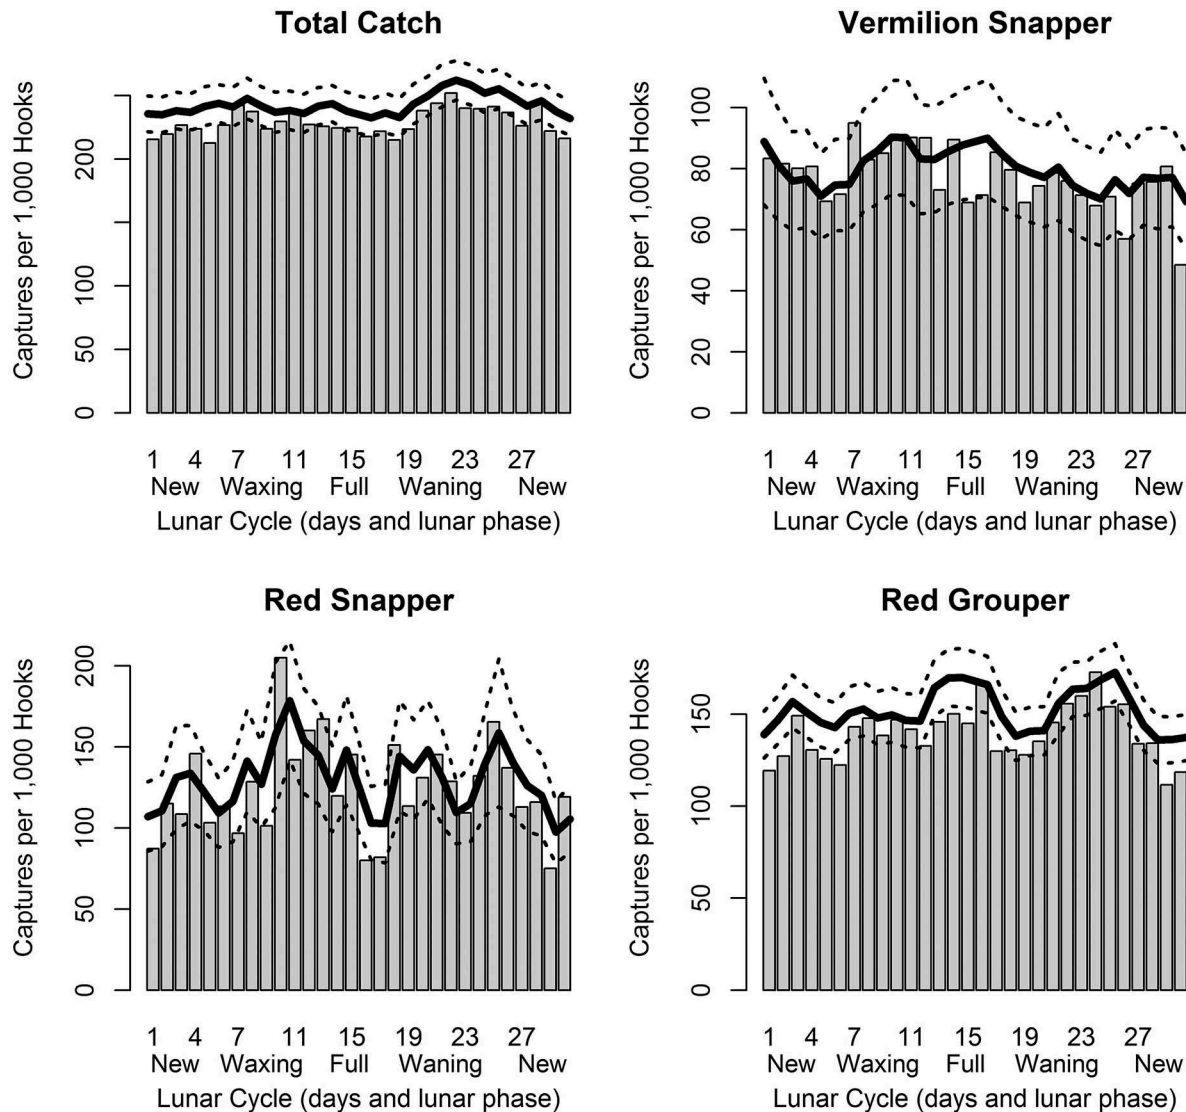 Total Catch
Captures per 1,000 Hooks
0 50 100 200
1 4 7 11 15 19 23 27
New Waxing Full Waning New
Lunar Cycle (days and lunar phase)
Vermilion Snapper
Captures per 1,000 Hooks
0 20 40 60 80 100
1 4 7 11 15 19 23 27
New Waxing Full Waning New
Lunar Cycle (days and lunar phase)
Red Snapper
Captures per 1,000 Hooks
0 50 100 150 200
1 4 7 11 15 19 23 27
New Waxing Full Waning New
Lunar Cycle (days and lunar phase)
Red Grouper
Captures per 1,000 Hooks
0 50 100 150
1 4 7 11 15 19 23 27
New Waxing Full Waning New
Lunar Cycle (days and lunar phase)